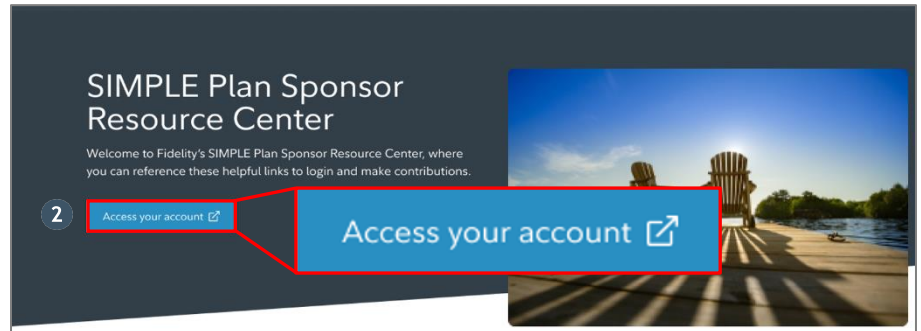 SIMPLE Plan Sponsor
Resource Center
Welcome to Fidelity's SIMPLE Plan Sponsor Resource Center, where
you can reference these helpful links to login and make contributions.
2
Access your account
Access your account